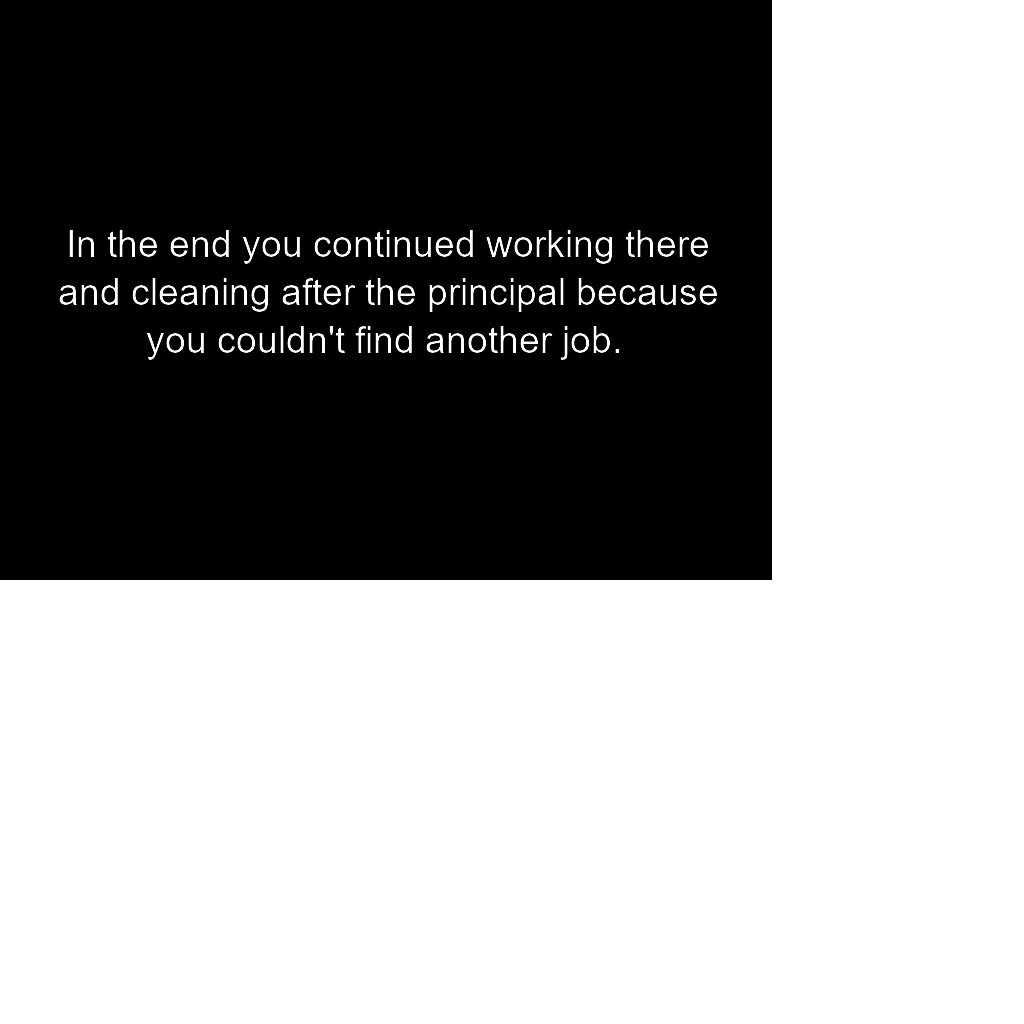 In the end you continued working there
and cleaning after the principal because
you couldn't find another job.